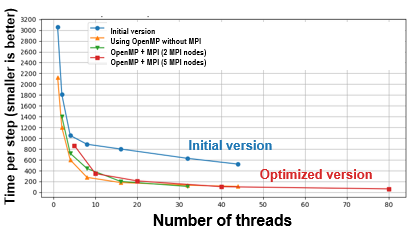 Time per step (smaller is better)
3200
3000
2800
2600
2400
2200
2000
1800
1600
1400
1200
1000
800
600
400
200
0
Initial version
Using OpenMP without MPI
OpenMP + MPI (2 MPI nodes)
OpenMP + MPI (5 MPI nodes)
Initial version
Optimized version
0 10 20 30 40 50 60 70 80
Number of threads